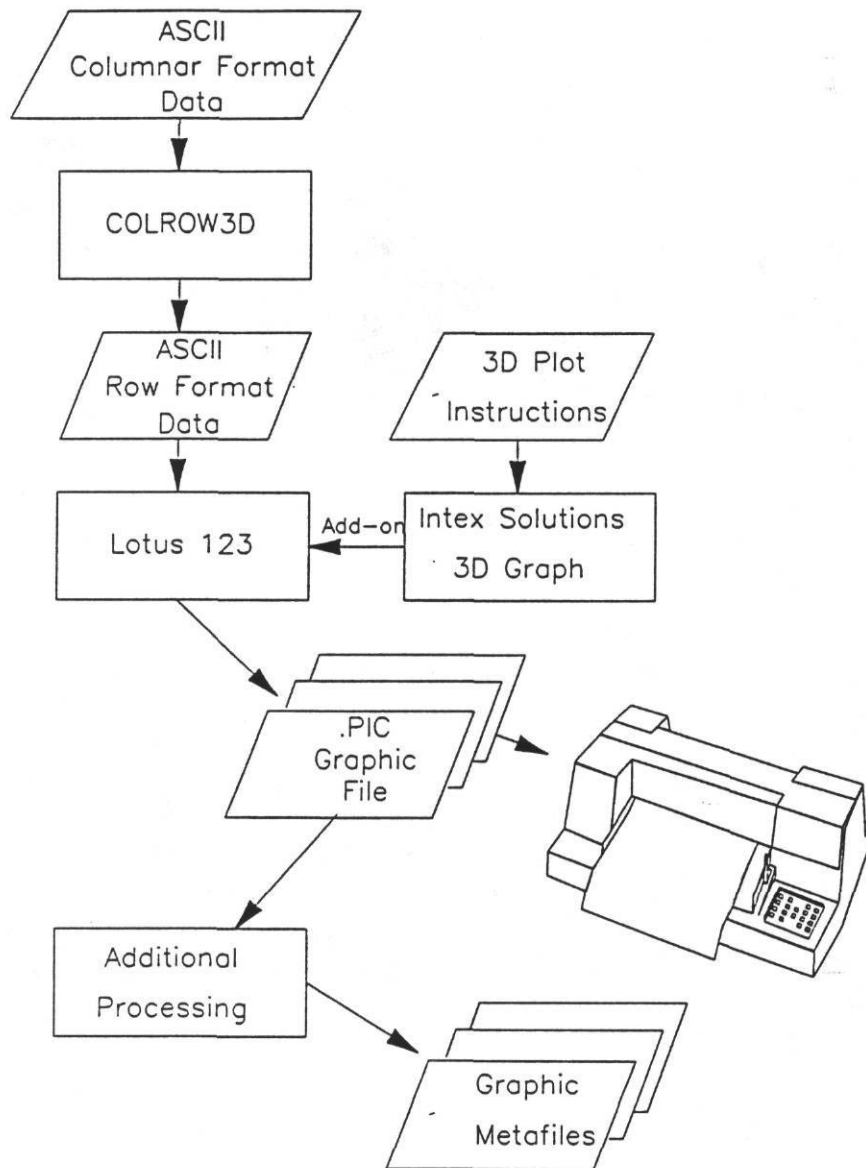 ASCII
Columnar Format
Data
COLROW3D
ASCII
Row Format
Data
3D Plot
Instructions
Lotus 123
Add-on
Intex Solutions
3D Graph
.PIC
Graphic
File
Additional
Processing
Graphic
Metafiles